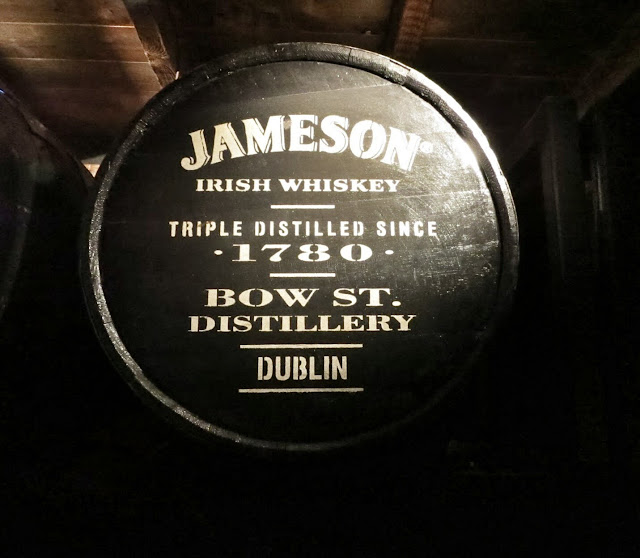 JAMESON®
IRISH WHISKEY
TRIPLE DISTILLED SINCE
· 1780 ·
BOW ST.
DISTILLERY
DUBLIN